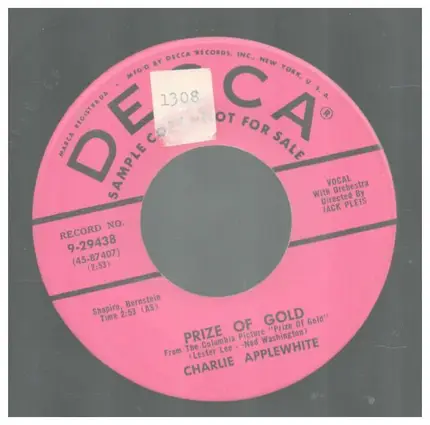 MARCA REGISTRADA • MFG'D BY DECCA RECORDS, INC., NEW YORK, U.S.A.
DECCA®
1308
SAMPLE NOT FOR SALE
VOCAL
With Orchestra
Directed By
JACK PLEIS
RECORD NO.
9-29438
(45-87407)
(2:53)
Shapiro, Bernstein
Time 2:53 (AS)
PRIZE OF GOLD
From The Columbia Picture "Prize Of Gold"
(Lester Lee - Ned Washington)
CHARLIE APPLEWHITE